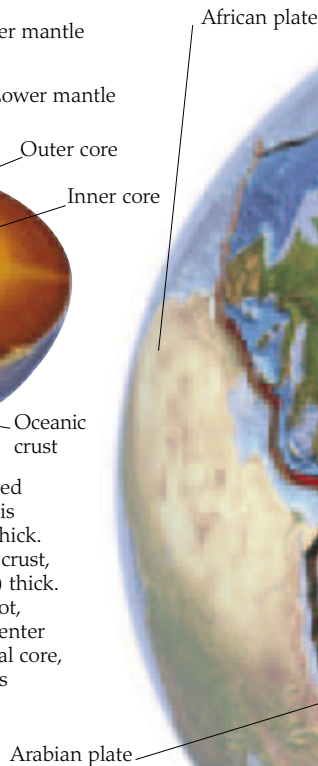 African plate
er mantle
Lower mantle
Outer core
Inner core
Oceanic
crust
ed
is
hick.
crust,
) thick.
ot,
enter
al core,
s
Arabian plate